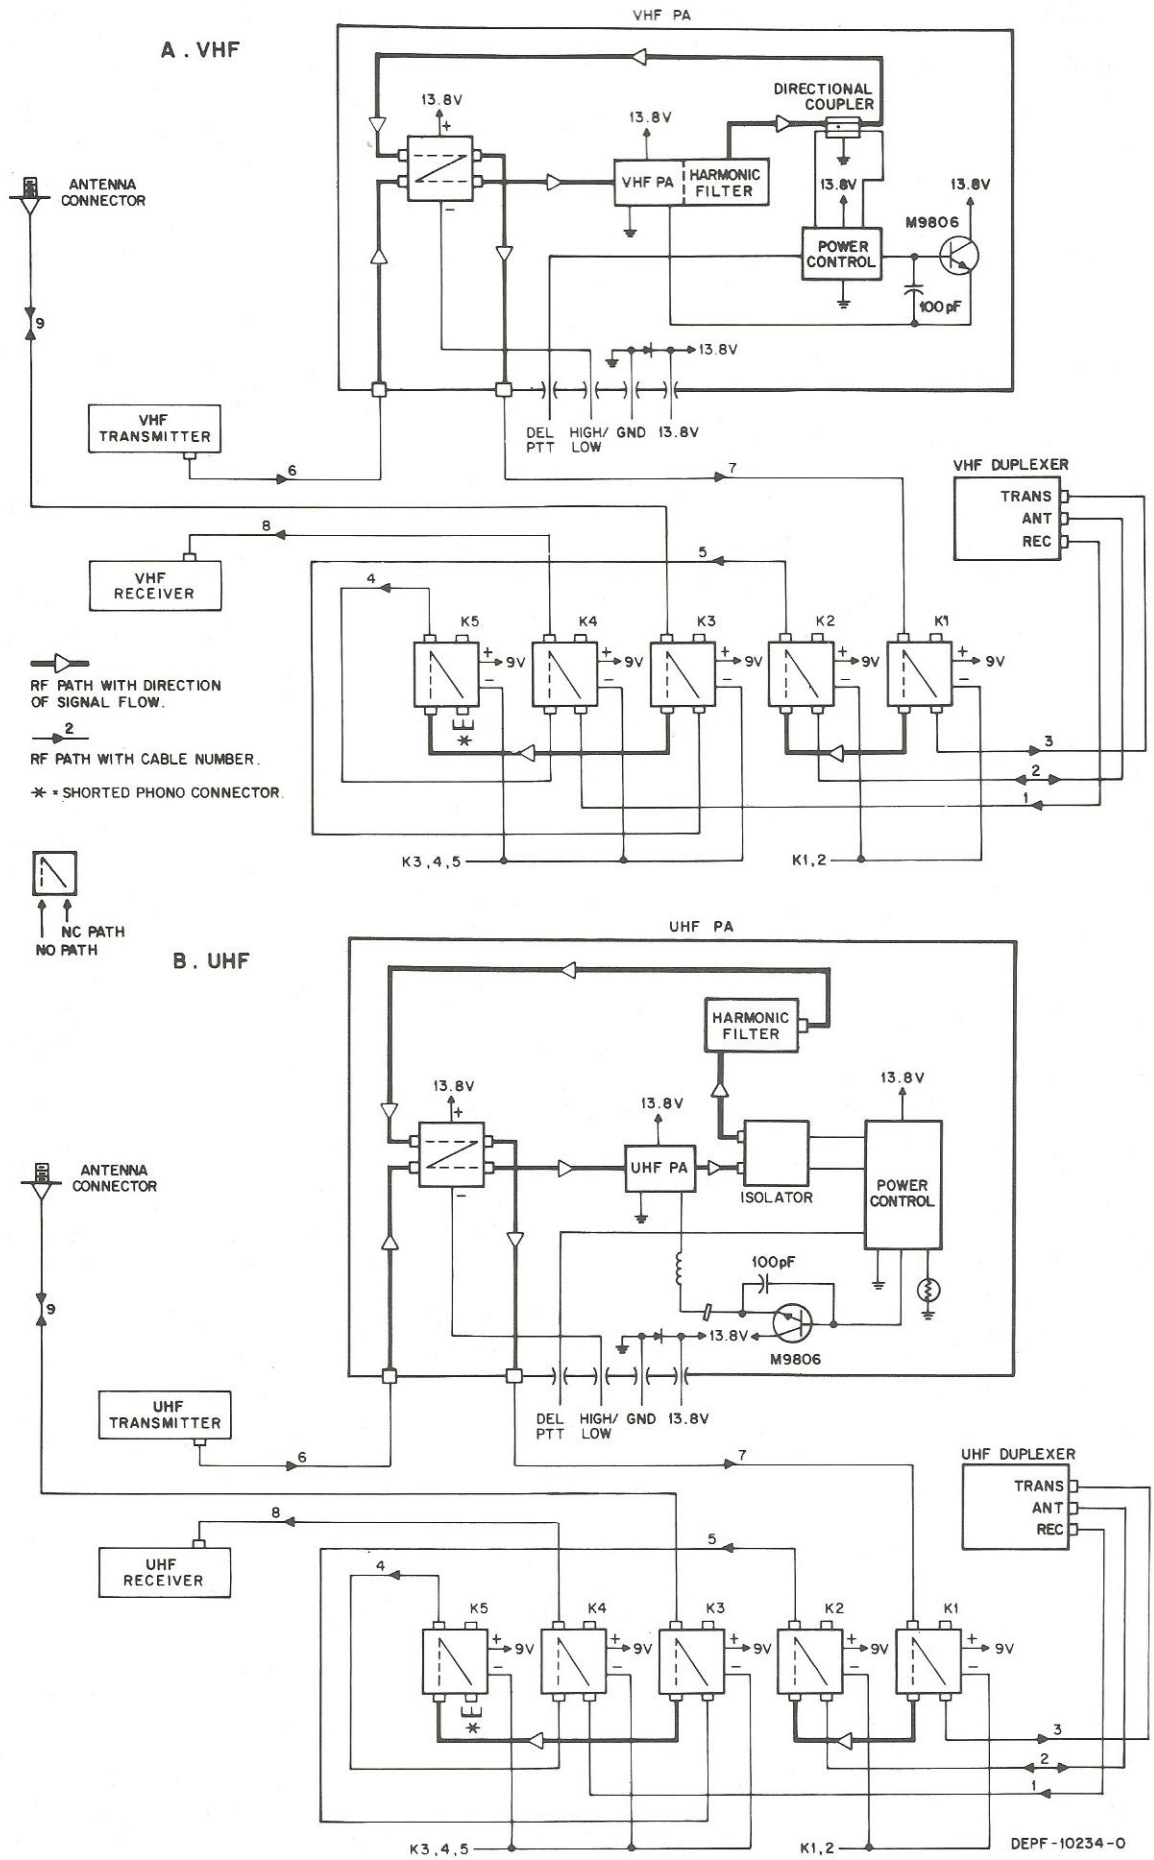 VHF PA
A. VHF
DIRECTIONAL
COUPLER
13.8V
+
13.8V
VHF PA
HARMONIC
FILTER
13.8V
13.8V
M9806
ANTENNA
CONNECTOR
−
POWER
CONTROL
100pF
9
13.8V
DEL
PTT
HIGH/
LOW
GND
13.8V
VHF
TRANSMITTER
6
7
VHF DUPLEXER
TRANS
ANT
REC
8
5
4
VHF
RECEIVER
K5
K4
K3
K2
K1
+
9V
−
+
9V
−
+
9V
−
+
9V
−
+
9V
−
RF PATH WITH DIRECTION
OF SIGNAL FLOW.
2
RF PATH WITH CABLE NUMBER.
* = SHORTED PHONO CONNECTOR.
*
3
2
1
K3,4,5
K1,2
NC PATH
NO PATH
UHF PA
B. UHF
HARMONIC
FILTER
13.8V
+
13.8V
13.8V
UHF PA
ISOLATOR
POWER
CONTROL
ANTENNA
CONNECTOR
−
100pF
9
13.8V
M9806
DEL
PTT
HIGH/
LOW
GND
13.8V
UHF
TRANSMITTER
6
7
UHF DUPLEXER
TRANS
ANT
REC
8
5
4
UHF
RECEIVER
K5
K4
K3
K2
K1
+
9V
−
+
9V
−
+
9V
−
+
9V
−
+
9V
−
*
3
2
1
K3,4,5
K1,2
DEPF-10234-O